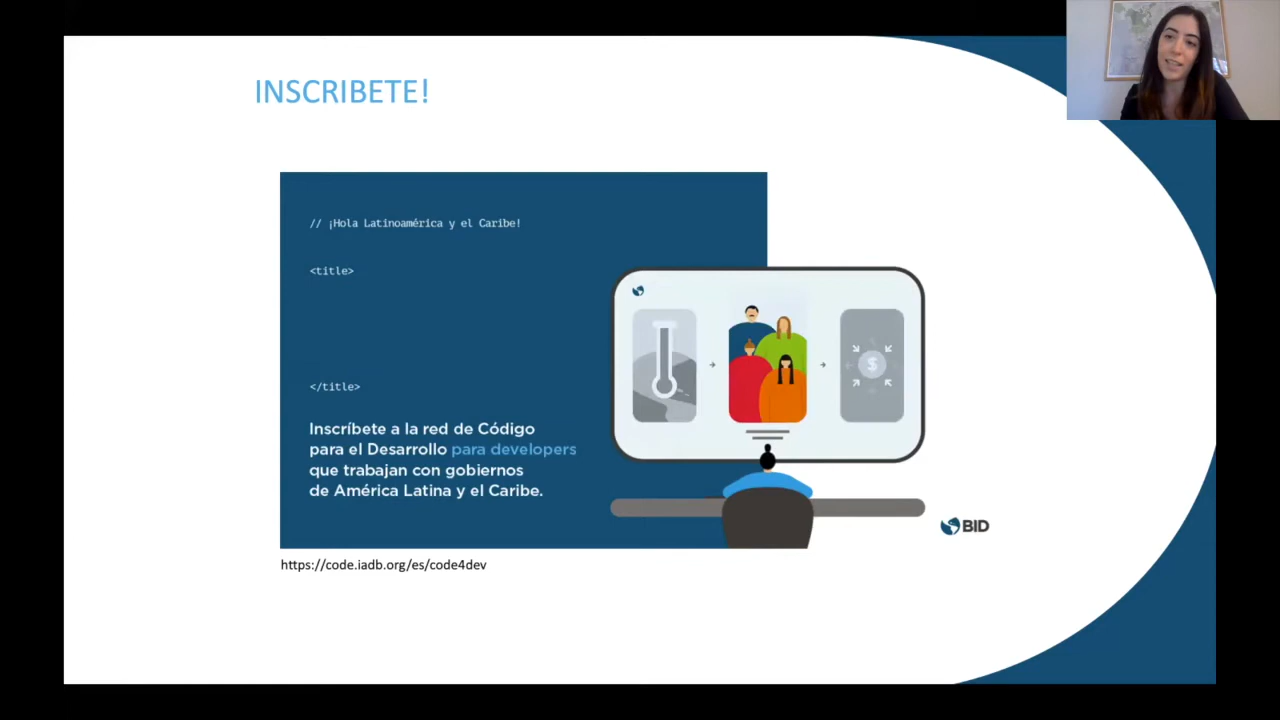 INSCRIBETE!
// ¡Hola Latinoamérica y el Caribe!
<title>
</title>
Inscríbete a la red de Código
para el Desarrollo para developers
que trabajan con gobiernos
de América Latina y el Caribe.
$
BID
https://code.iadb.org/es/code4dev